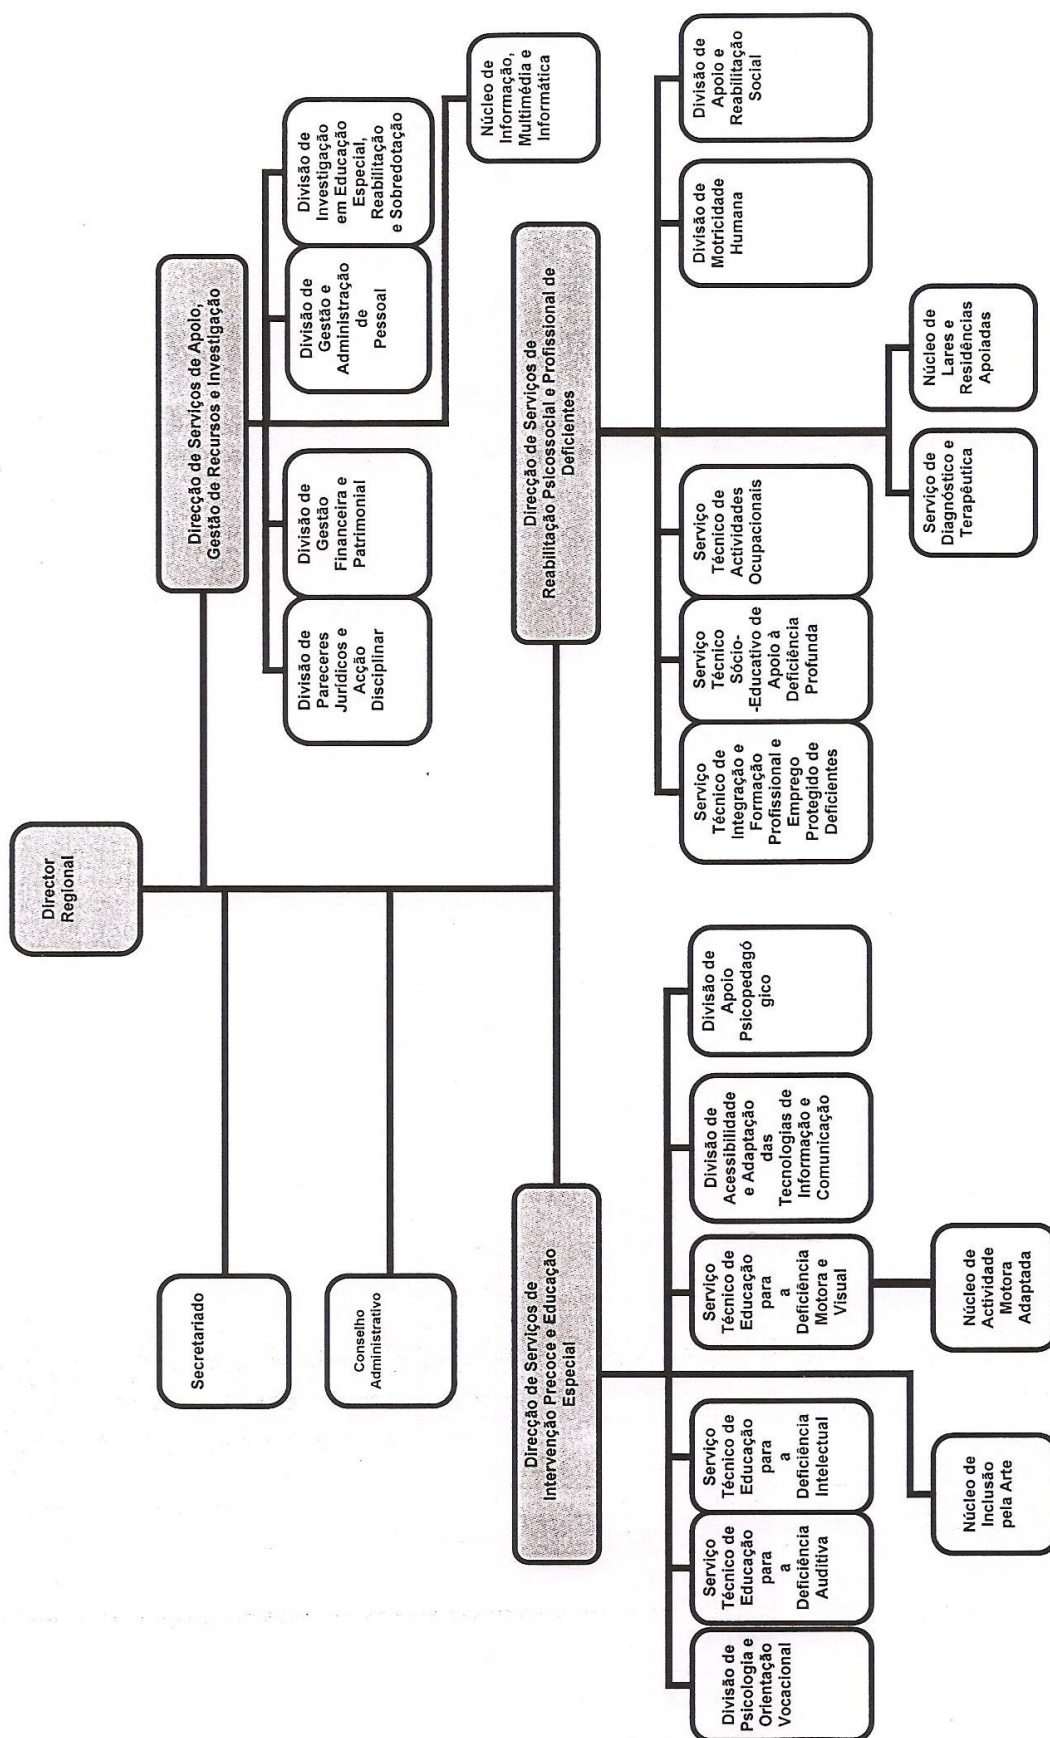 Director
Regional
Secretariado
Conselho
Administrativo
Direcção de Serviços de Apoio,
Gestão de Recursos e Investigação
Divisão de
Pareceres
Jurídicos e
Acção
Disciplinar
Divisão de
Gestão
Financeira e
Patrimonial
Divisão de
Gestão e
Administração
de
Pessoal
Divisão de
Investigação
em Educação
Especial,
Reabilitação
e Sobredotação
Núcleo de
Informação,
Multimédia e
Informática
Direcção de Serviços de
Intervenção Precoce e Educação
Especial
Divisão de
Psicologia e
Orientação
Vocacional
Serviço
Técnico de
Educação
para
a
Deficiência
Auditiva
Serviço
Técnico de
Educação
para
a
Deficiência
Intelectual
Serviço
Técnico de
Educação
para
a
Deficiência
Motora e
Visual
Divisão de
Acessibilidade
e Adaptação
das
Tecnologias de
Informação e
Comunicação
Divisão de
Apoio
Psicopedagó
gico
Núcleo de
Inclusão
pela Arte
Núcleo de
Actividade
Motora
Adaptada
Direcção de Serviços de
Reabilitação Psicossocial e Profissional de
Deficientes
Serviço
Técnico de
Integração e
Formação
Profissional e
Emprego
Protegido de
Deficientes
Serviço
Técnico
Sócio-
-Educativo de
Apoio à
Deficiência
Profunda
Serviço
Técnico de
Actividades
Ocupacionais
Divisão de
Motricidade
Humana
Divisão de
Apoio e
Reabilitação
Social
Serviço de
Diagnóstico e
Terapêutica
Núcleo de
Lares e
Residências
Apoiadas